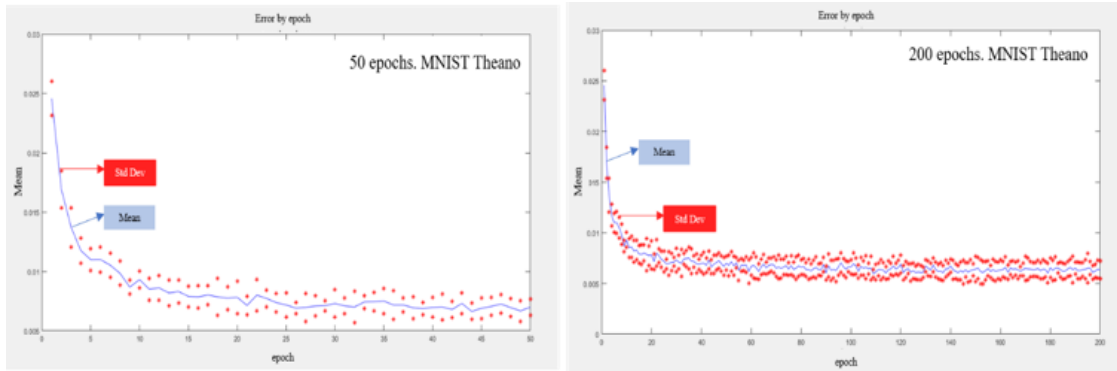 Error by epoch
50 epochs. MNIST Theano
0.03
0.025
0.02
0.015
0.01
0.005
Mean
Std Dev
Mean
0
5
10
15
20
25
30
35
40
45
50
epoch
Error by epoch
200 epochs. MNIST Theano
0.03
0.025
0.02
0.015
0.01
0.005
0
Mean
Mean
Std Dev
0
20
40
60
80
100
120
140
160
180
200
epoch